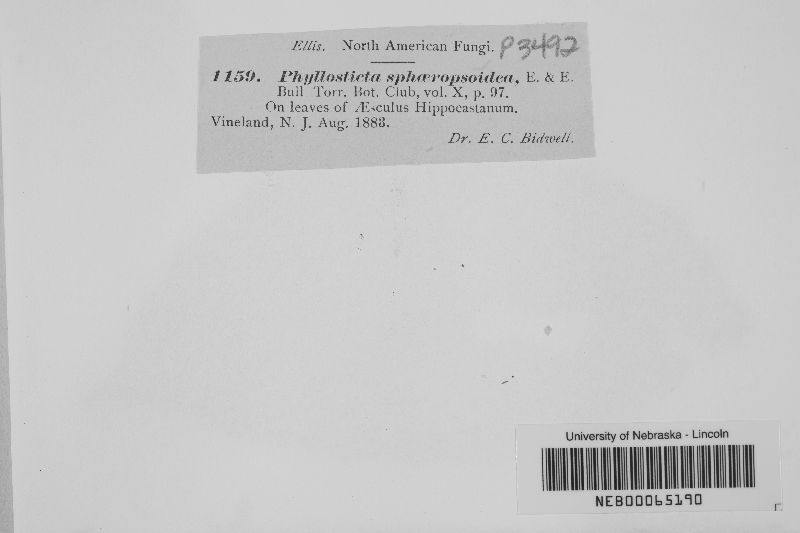 Ellis. North American Fungi. P3492
1159. Phyllosticta sphæropsoidea, E. & E.
Bull Torr. Bot. Club, vol. X, p. 97.
On leaves of Æsculus Hippocastanum.
Vineland, N. J. Aug. 1883.
Dr. E. C. Bidwell.
University of Nebraska - Lincoln
NEB00065190